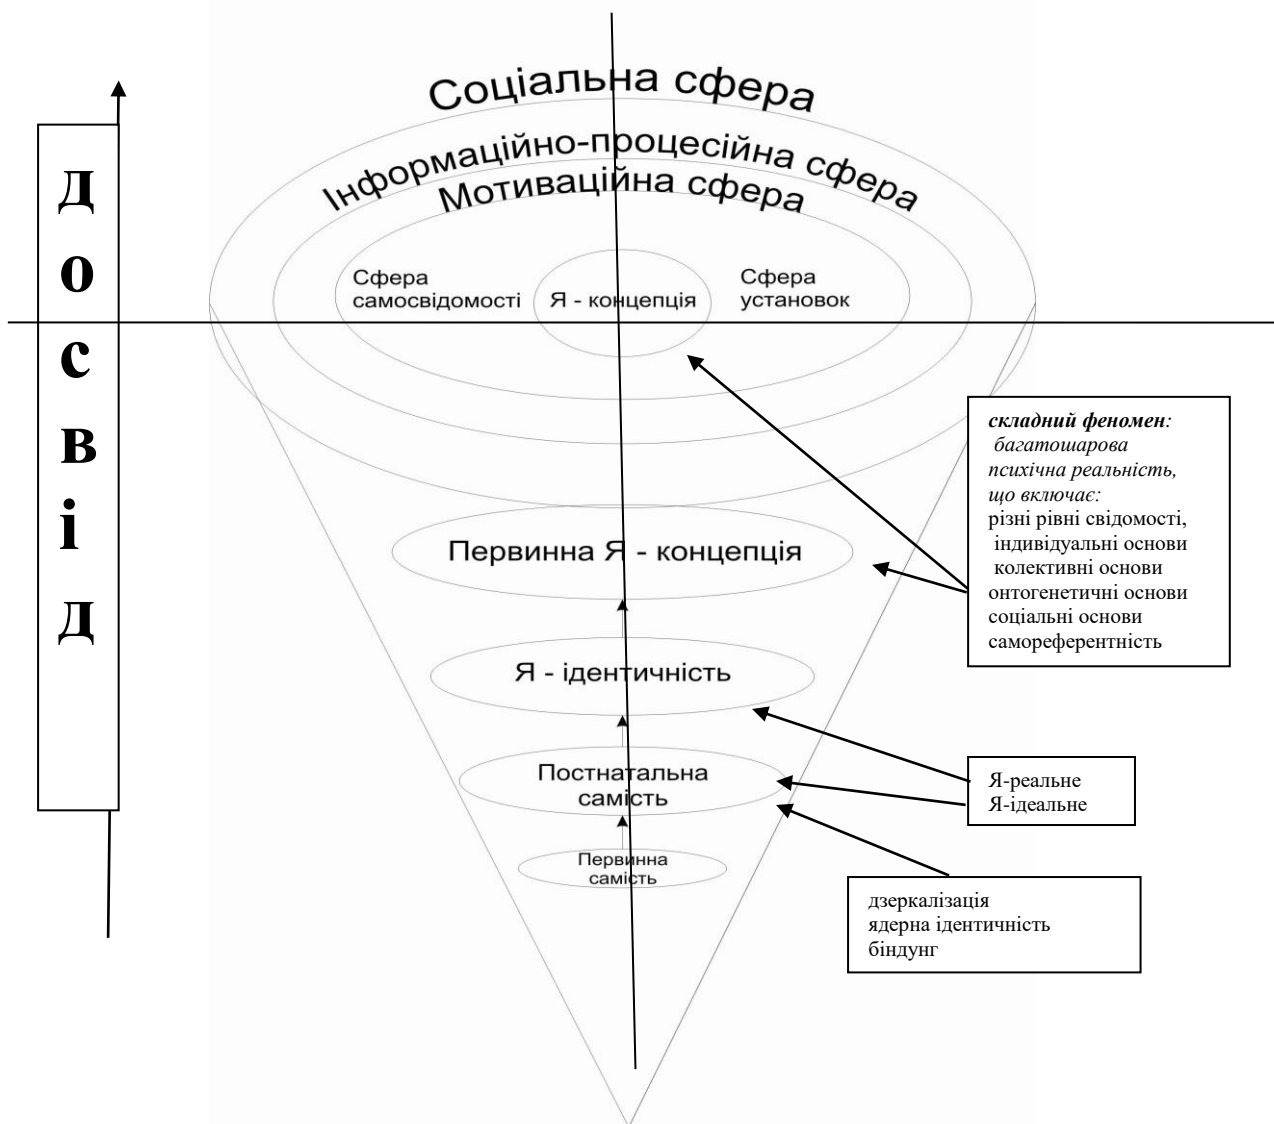 Соціальна сфера
Інформаційно-процесійна сфера
Мотиваційна сфера
досвід
Сфера
самосвідомості
Я - концепція
Сфера
установок
складний феномен:
багатошарова
психічна реальність,
що включає:
різні рівні свідомості,
індивідуальні основи
колективні основи
онтогенетичні основи
соціальні основи
самореферентність
Первинна Я - концепція
Я - ідентичність
Постнатальна
самість
Я-реальне
Я-ідеальне
Первинна
самість
дзеркалізація
ядерна ідентичність
біндунг